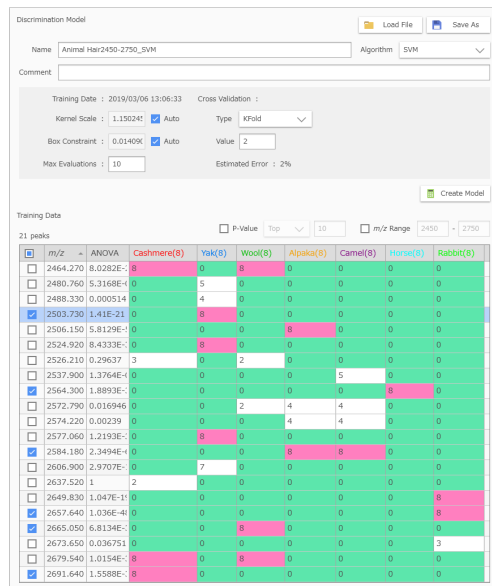 Discrimination Model
Load File Save As
Name Animal Hair2450-2750_SVM Algorithm SVM
Comment
Training Date : 2019/03/06 13:06:33 Cross Validation :
Kernel Scale : 1.15024 Auto Type KFold
Box Constraint : 0.01409 Auto Value 2
Max Evaluations : 10 Estimated Error : 2%
Create Model
Training Data
21 peaks P-Value Top 10 m/z Range 2450 - 2750
m/z ANOVA Cashmere(8) Yak(8) Wool(8) Alpaka(8) Camel(8) Horse(8) Rabbit(8)
2464.270 8.0282E- 8 0 8 0 0 0 0
2480.760 5.3168E- 0 5 0 0 0 0 0
2488.330 0.000514 0 4 0 0 0 0 0
2503.730 1.41E-21 0 8 0 0 0 0 0
2506.150 5.8129E- 0 0 0 8 0 0 0
2524.920 8.4333E- 0 8 0 0 0 0 0
2526.210 0.29637 3 0 2 0 0 0 0
2537.900 1.3764E- 0 0 0 0 5 0 0
2564.300 1.8893E- 0 0 0 0 0 8 0
2572.790 0.016946 0 0 2 4 4 0 0
2574.220 0.00239 0 0 0 4 4 0 0
2577.060 1.2193E- 0 8 0 0 0 0 0
2584.180 2.3494E- 0 0 0 8 8 0 0
2606.900 2.9707E- 0 7 0 0 0 0 0
2637.520 1 2 0 0 0 0 0 0
2649.830 1.047E-19 0 0 0 0 0 0 8
2657.640 1.036E-4 0 0 0 0 0 0 8
2665.050 6.8134E- 0 0 8 0 0 0 0
2673.650 0.036751 0 0 0 0 0 0 3
2679.540 1.0154E- 8 0 8 0 0 0 0
2691.640 1.5588E- 8 0 0 0 0 0 0